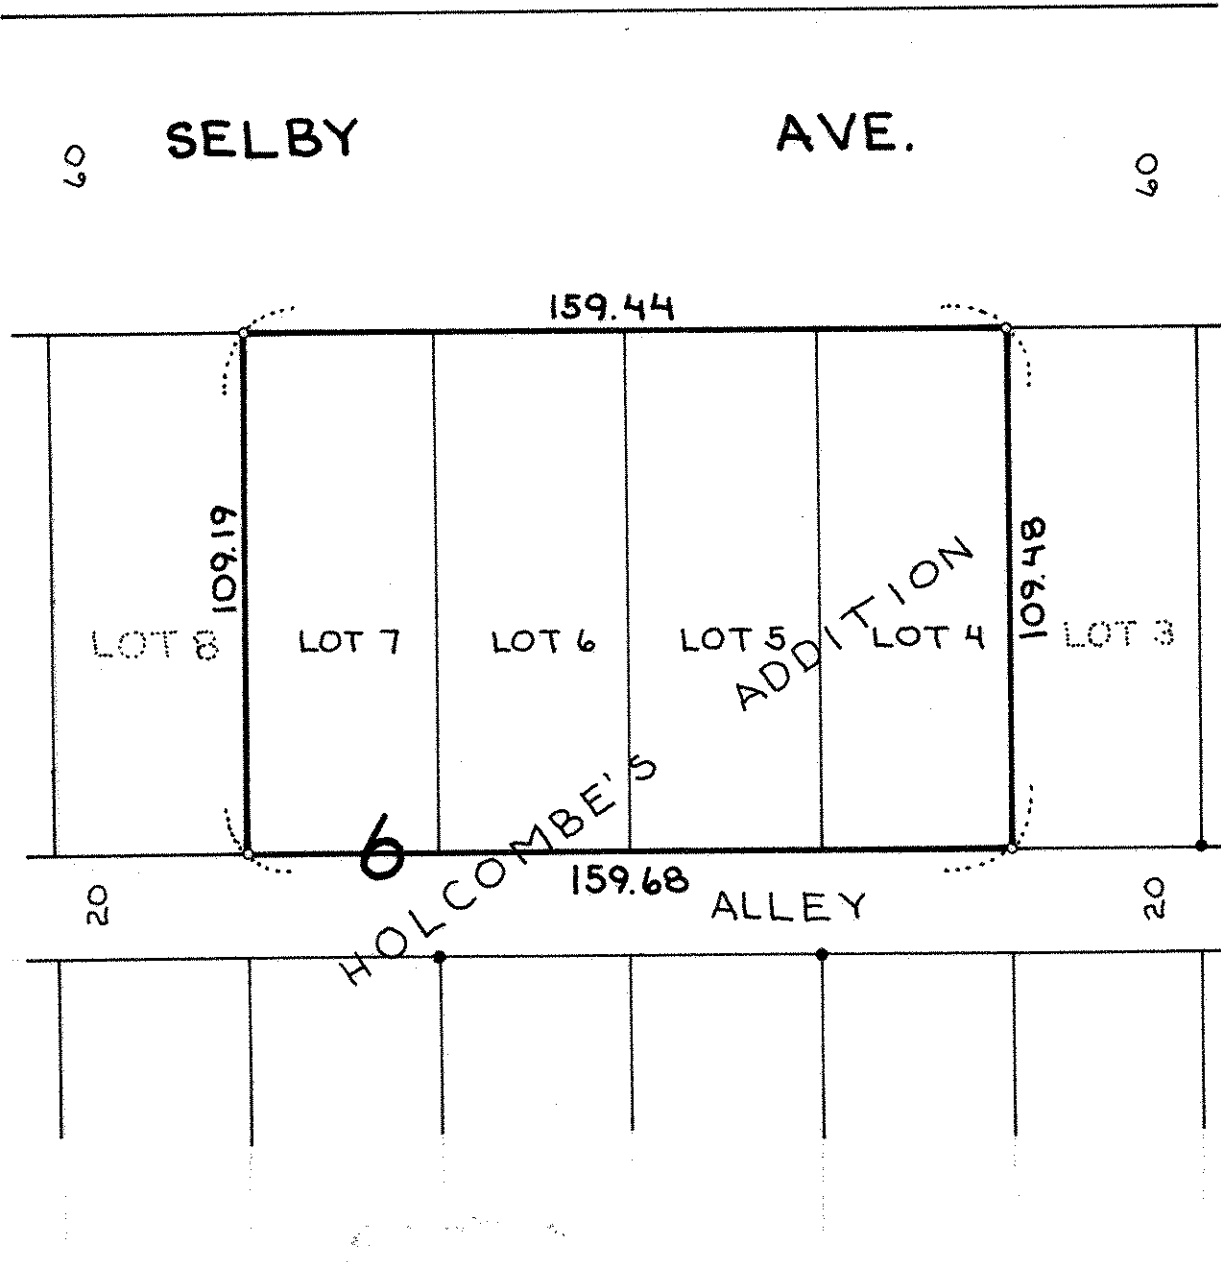 SELBY AVE.
60
60
159.44
109.19
109.48
LOT 8
LOT 7
LOT 6
LOT 5
LOT 4
LOT 3
HOLCOMBE'S ADDITION
6
159.68
ALLEY
20
20